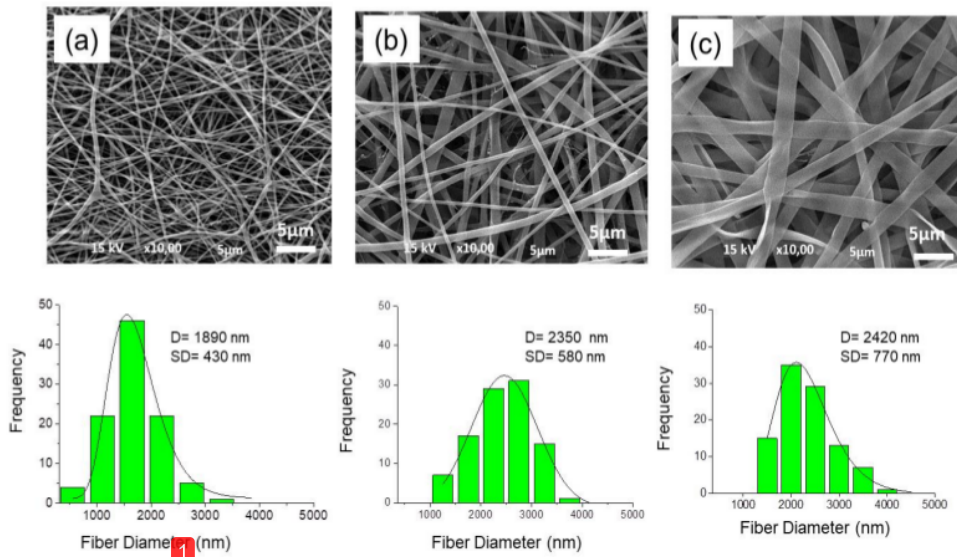 (a)
(b)
(c)
5μm
15 kV x10,00 5μm
5μm
15 kV x10,00 5μm
5μm
15 kV x10,00 5μm
50
40
30
20
10
0
Frequency
D= 1890 nm
SD= 430 nm
1000 2000 3000 4000 5000
Fiber Diameter (nm)
1
50
40
30
20
10
0
Frequency
D= 2350 nm
SD= 580 nm
1000 2000 3000 4000 5000
Fiber Diameter (nm)
50
40
30
20
10
0
Frequency
D= 2420 nm
SD= 770 nm
1000 2000 3000 4000 5000
Fiber Diameter (nm)